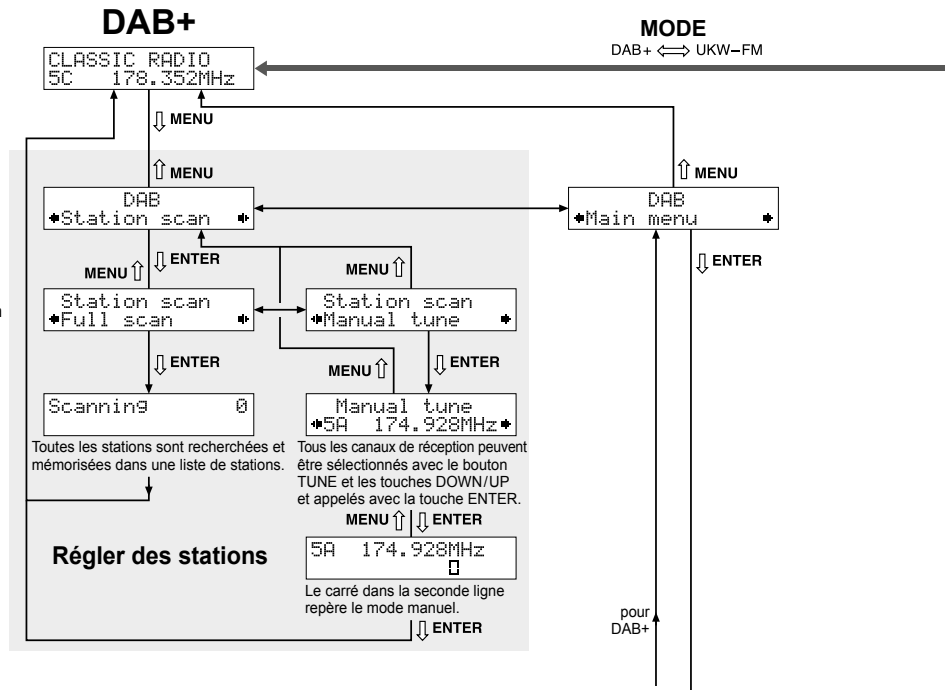 DAB+
MODE
DAB+ ⟺ UKW–FM
CLASSIC RADIO
5C 178.352MHz
⇩ MENU
⇧ MENU
DAB
Station scan
⇧ MENU
DAB
Main menu
MENU ⇧
⇩ ENTER
MENU ⇧
⇩ ENTER
Station scan
Full scan
Station scan
Manual tune
⇩ ENTER
MENU ⇧
⇩ ENTER
Scanning 0
Manual tune
5A 174.928MHz
Toutes les stations sont recherchées et
mémorisées dans une liste de stations.
Tous les canaux de réception peuvent
être sélectionnés avec le bouton
TUNE et les touches DOWN/UP
et appelés avec la touche ENTER.
MENU ⇧ ⇩ ENTER
Régler des stations
5A 174.928MHz
Le carré dans la seconde ligne
repère le mode manuel.
⇩ ENTER
pour
DAB+